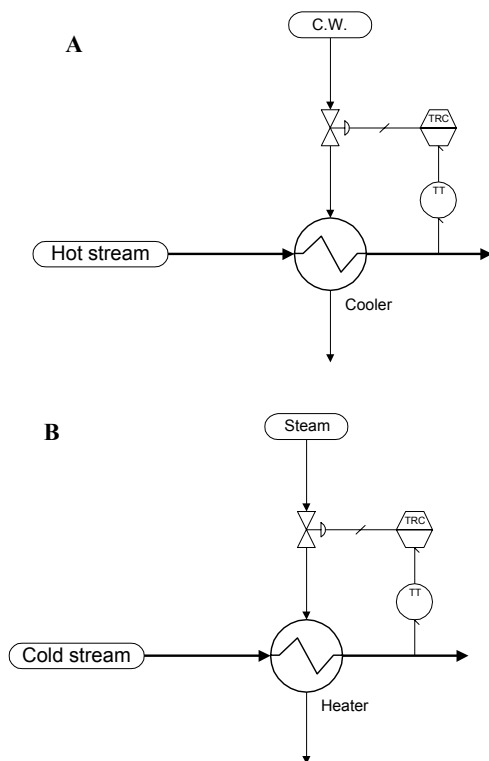 A
C.W.
TRC
TT
Hot stream
Cooler
B
Steam
TRC
TT
Cold stream
Heater